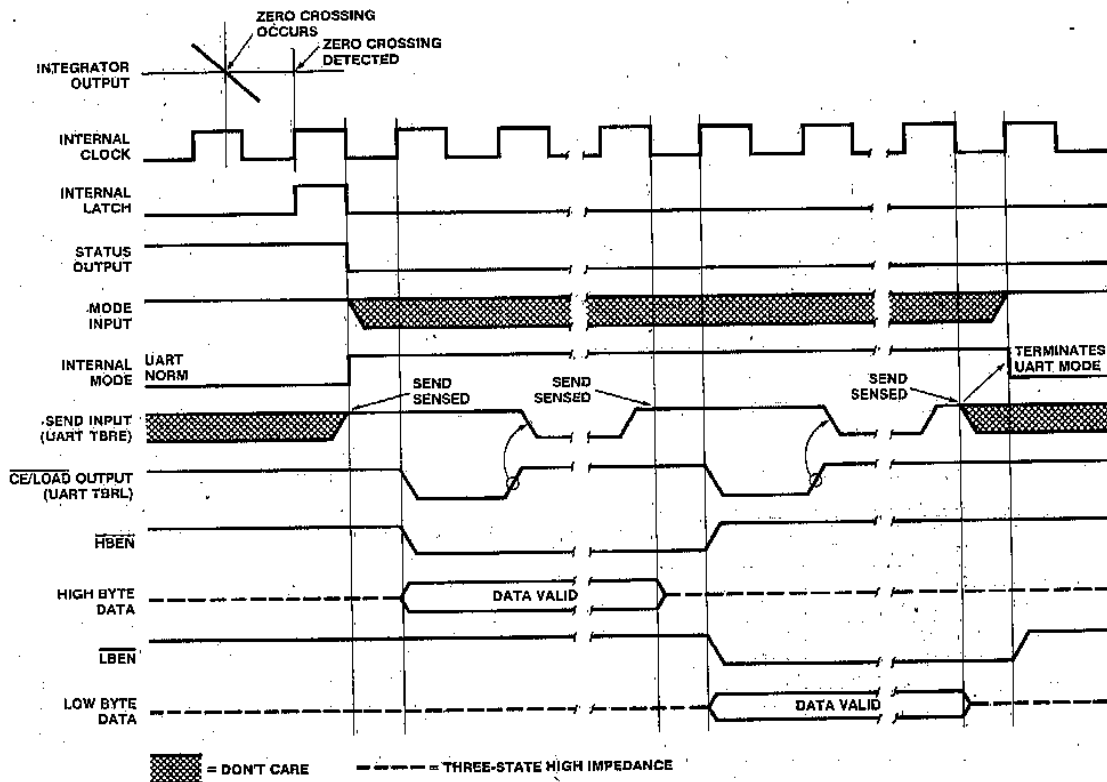 ZERO CROSSING
OCCURS
ZERO CROSSING
DETECTED
INTEGRATOR
OUTPUT
INTERNAL
CLOCK
INTERNAL
LATCH
STATUS
OUTPUT
MODE
INPUT
INTERNAL
MODE
UART
NORM
TERMINATES
UART MODE
SEND
SENSED
SEND
SENSED
SEND
SENSED
SEND INPUT
(UART TBRE)
CE/LOAD OUTPUT
(UART TBRL)
HBEN
HIGH BYTE
DATA
DATA VALID
LBEN
LOW BYTE
DATA
DATA VALID
= DON'T CARE
= THREE-STATE HIGH IMPEDANCE